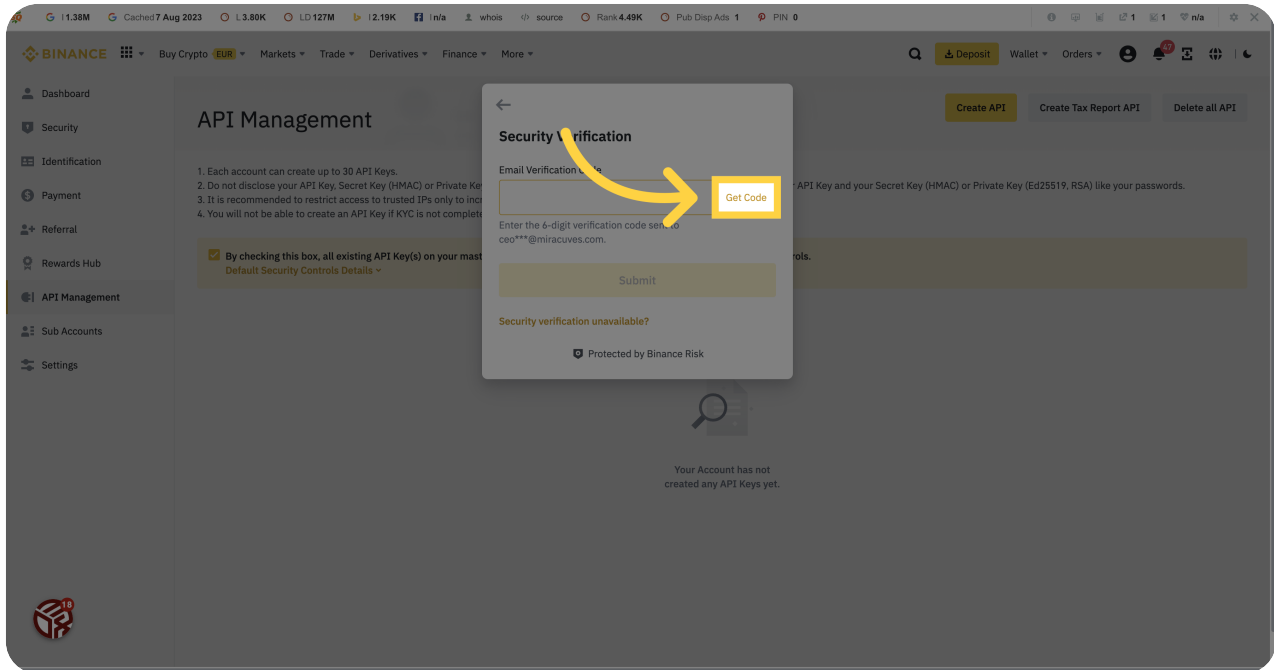 I 1.38M Cached 7 Aug 2023 L 3.80K LD 127M I 2.19K I n/a whois source Rank 4.49K Pub Disp Ads 1 PIN 0 1 1 n/a
BINANCE Buy Crypto EUR Markets Trade Derivatives Finance More Deposit Wallet Orders 47
Dashboard
Security
Identification
Payment
Referral
Rewards Hub
API Management
Sub Accounts
Settings
API Management
Create API Create Tax Report API Delete all API
1. Each account can create up to 30 API Keys.
2. Do not disclose your API Key, Secret Key (HMAC) or Private Ke
API Key and your Secret Key (HMAC) or Private Key (Ed25519, RSA) like your passwords.
3. It is recommended to restrict access to trusted IPs only to inc
4. You will not be able to create an API Key if KYC is not complete
By checking this box, all existing API Key(s) on your mast
rols.
Default Security Controls Details
Security Verification
Email Verification
Get Code
Enter the 6-digit verification code sent to
ceo***@miracuves.com.
Submit
Security verification unavailable?
Protected by Binance Risk
Your Account has not
created any API Keys yet.
18